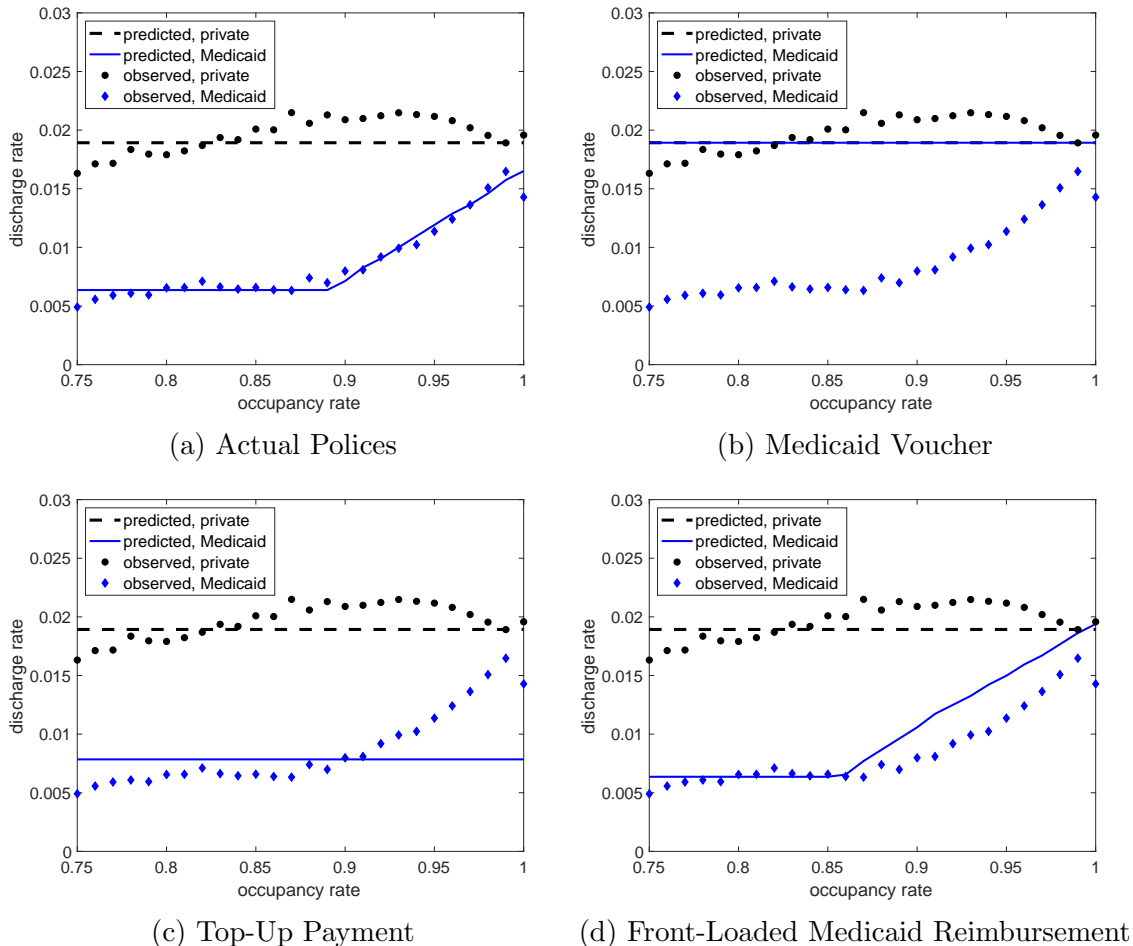 predicted, private
predicted, Medicaid
observed, private
observed, Medicaid
0.03
0.025
0.02
0.015
0.01
0.005
0
discharge rate
0.75
0.8
0.85
0.9
0.95
1
occupancy rate
(a) Actual Polices
predicted, private
predicted, Medicaid
observed, private
observed, Medicaid
0.03
0.025
0.02
0.015
0.01
0.005
0
discharge rate
0.75
0.8
0.85
0.9
0.95
1
occupancy rate
(b) Medicaid Voucher
predicted, private
predicted, Medicaid
observed, private
observed, Medicaid
0.03
0.025
0.02
0.015
0.01
0.005
0
discharge rate
0.75
0.8
0.85
0.9
0.95
1
occupancy rate
(c) Top-Up Payment
predicted, private
predicted, Medicaid
observed, private
observed, Medicaid
0.03
0.025
0.02
0.015
0.01
0.005
0
discharge rate
0.75
0.8
0.85
0.9
0.95
1
occupancy rate
(d) Front-Loaded Medicaid Reimbursement